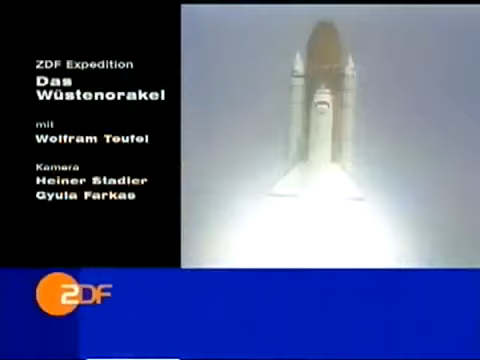 ZDF Expedition
Das
Wüstenorakel
mit
Wolfram Teufel
Kamera
Heiner Stadler
Gyula Farkas
ZDF